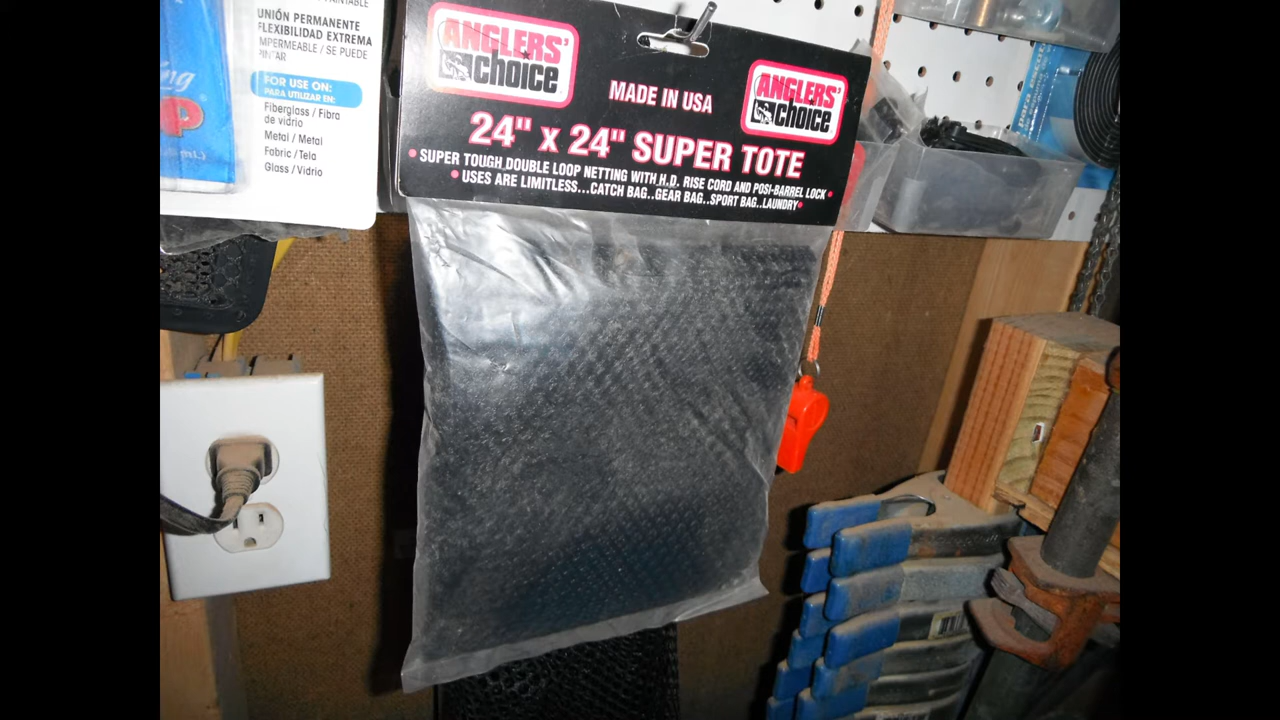 UNIÓN PERMANENTE
FLEXIBILIDAD EXTREMA
IMPERMEABLE / SE PUEDE
PINTAR
FOR USE ON:
PARA UTILIZAR EN:
Fiberglass / Fibra
de vidrio
Metal / Metal
Fabric / Tela
Glass / Vidrio
ANGLERS'
choice
MADE IN USA
ANGLERS'
choice
24" x 24" SUPER TOTE
• SUPER TOUGH DOUBLE LOOP NETTING WITH H.D. RISE CORD AND POSI-BARREL LOCK •
• USES ARE LIMITLESS...CATCH BAG..GEAR BAG..SPORT BAG..LAUNDRY•